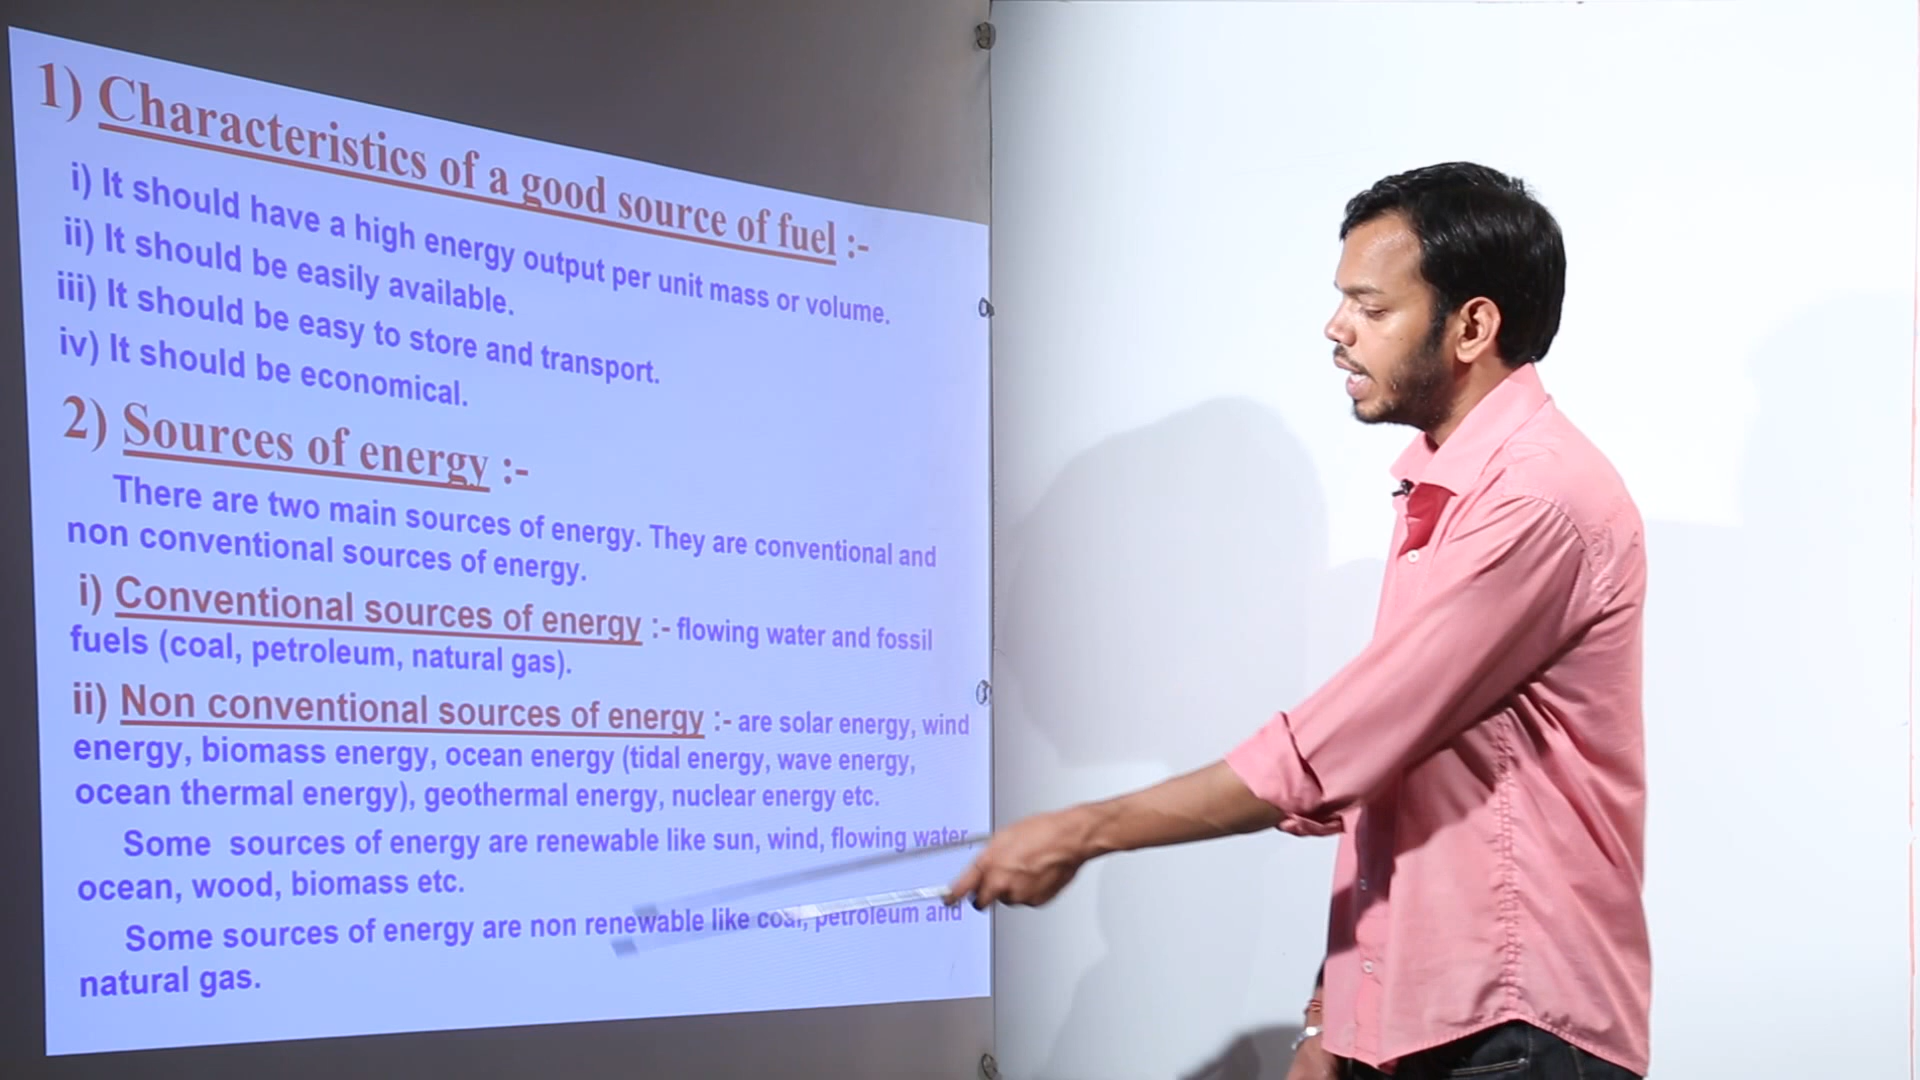 1) Characteristics of a good source of fuel :-
i) It should have a high energy output per unit mass or volume.
ii) It should be easily available.
iii) It should be easy to store and transport.
iv) It should be economical.
2) Sources of energy :-
There are two main sources of energy. They are conventional and
non conventional sources of energy.
i) Conventional sources of energy :- flowing water and fossil
fuels (coal, petroleum, natural gas).
ii) Non conventional sources of energy :- are solar energy, wind
energy, biomass energy, ocean energy (tidal energy, wave energy,
ocean thermal energy), geothermal energy, nuclear energy etc.
Some sources of energy are renewable like sun, wind, flowing water,
ocean, wood, biomass etc.
Some sources of energy are non renewable like coal, petroleum and
natural gas.